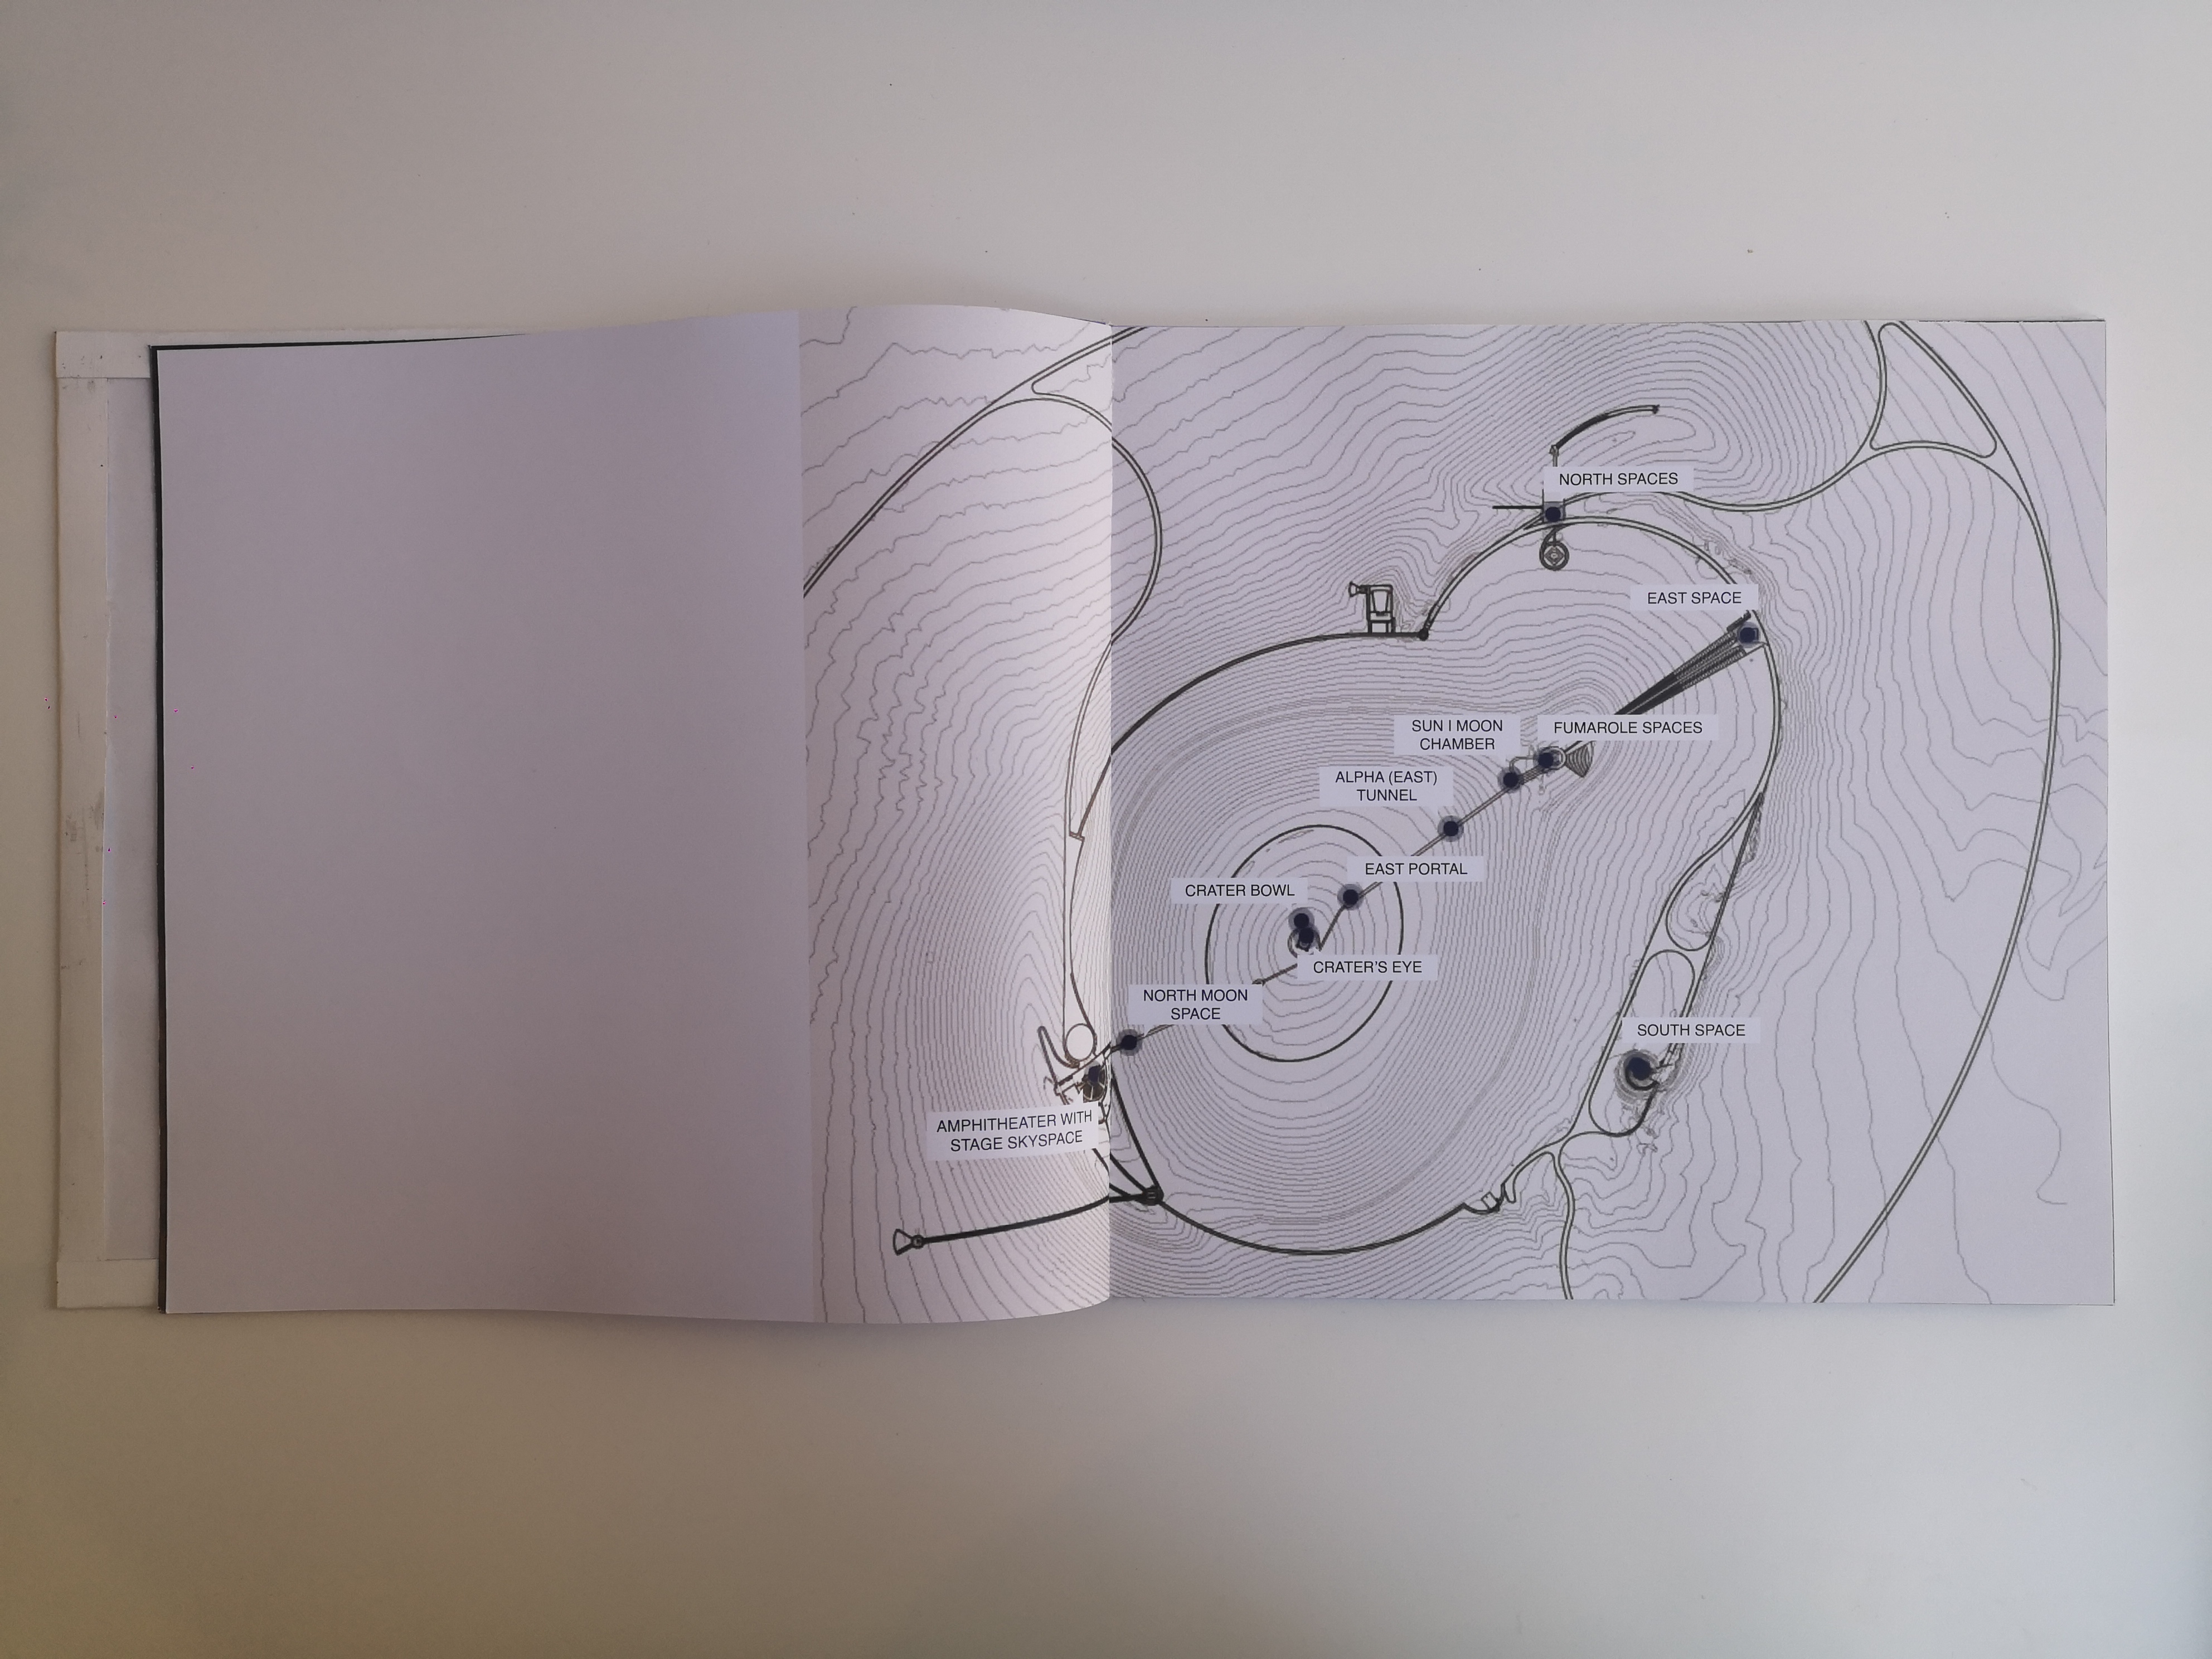 NORTH SPACES
EAST SPACE
SUN | MOON
CHAMBER
FUMAROLE SPACES
ALPHA (EAST)
TUNNEL
EAST PORTAL
CRATER BOWL
CRATER'S EYE
NORTH MOON
SPACE
SOUTH SPACE
AMPHITHEATER WITH
STAGE SKYSPACE